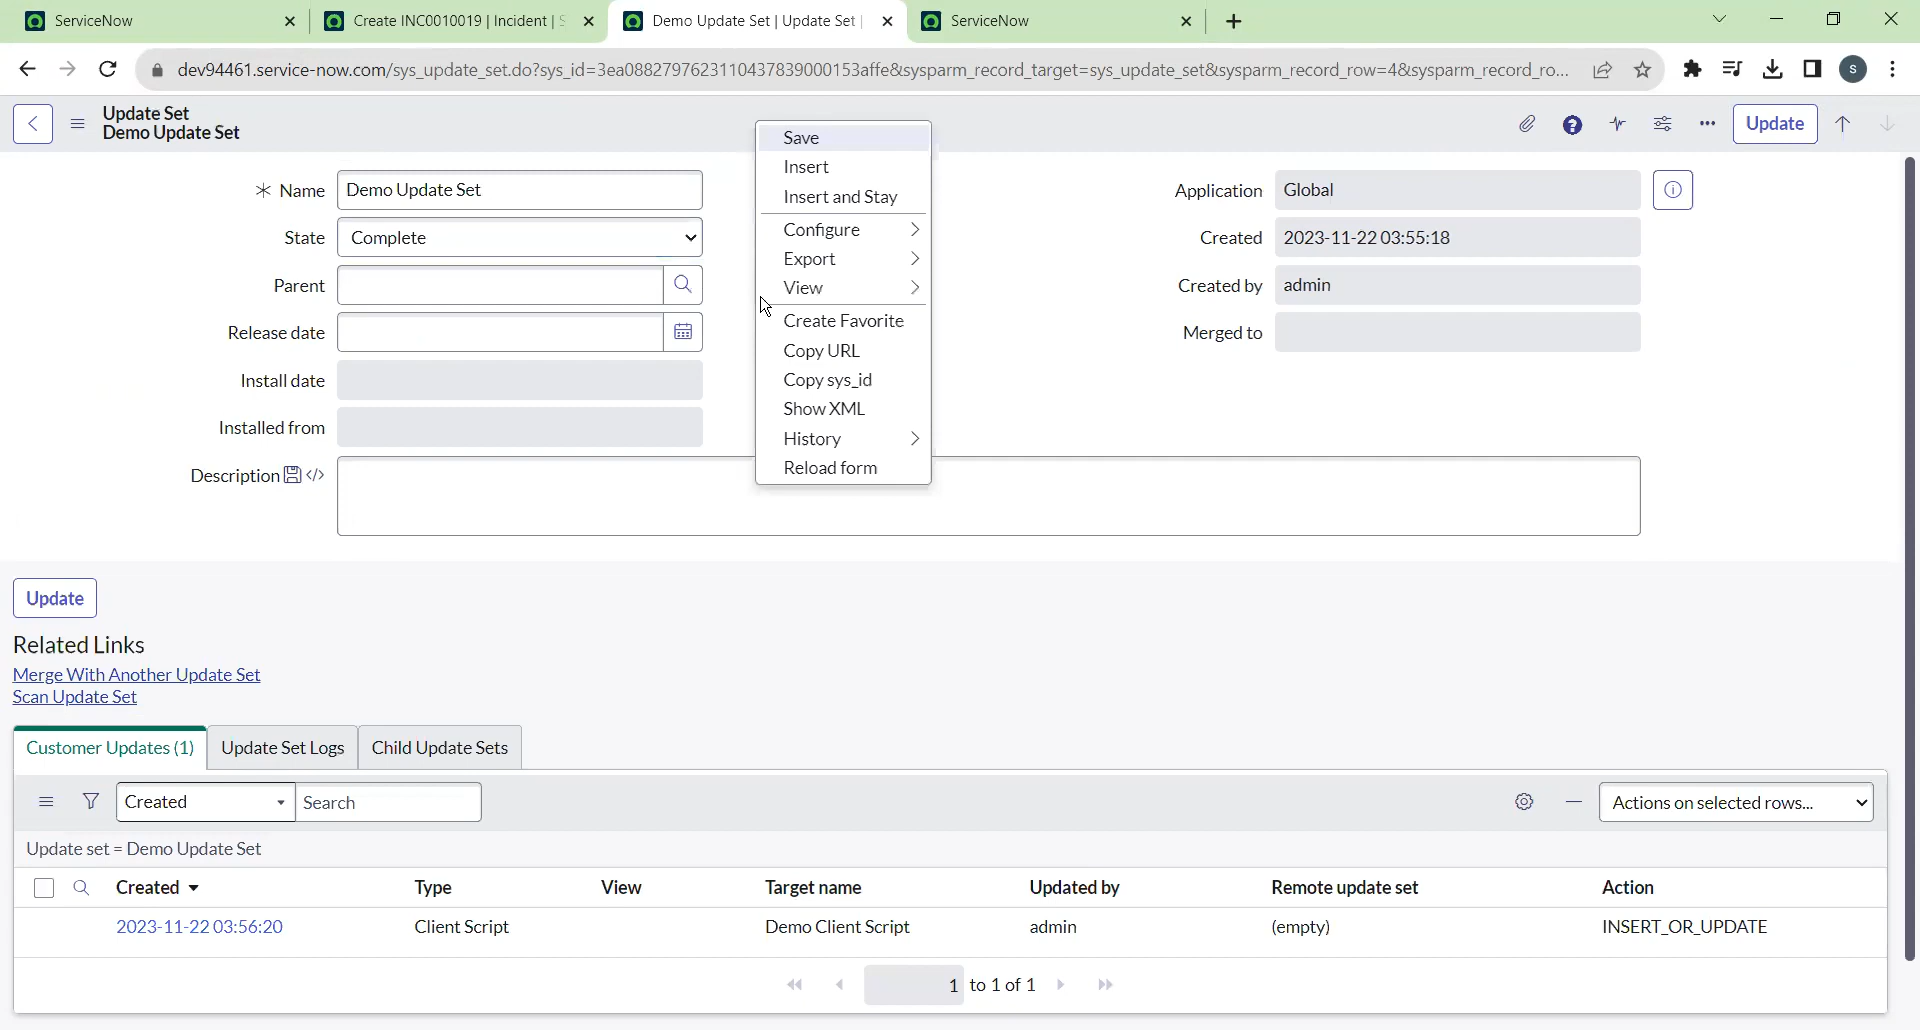 ServiceNow
Create INC0010019 | Incident | S
Demo Update Set | Update Set |
ServiceNow
dev94461.service-now.com/sys_update_set.do?sys_id=3ea08827976231104378390​00153affe&sysparm_record_target=sys_update_set&sysparm_record_row=4&sysparm_record_ro...
S
Update Set
Demo Update Set
Update
Save
Insert
Insert and Stay
Configure
Export
View
Create Favorite
Copy URL
Copy sys_id
Show XML
History
Reload form
Name Demo Update Set
State Complete
Parent
Release date
Install date
Installed from
Description
Application Global
Created 2023-11-22 03:55:18
Created by admin
Merged to
Update
Related Links
Merge With Another Update Set
Scan Update Set
Customer Updates (1) Update Set Logs Child Update Sets
Created Search Actions on selected rows...
Update set = Demo Update Set
Created Type View Target name Updated by Remote update set Action
2023-11-22 03:56:20 Client Script Demo Client Script admin (empty) INSERT_OR_UPDATE
1 to 1 of 1